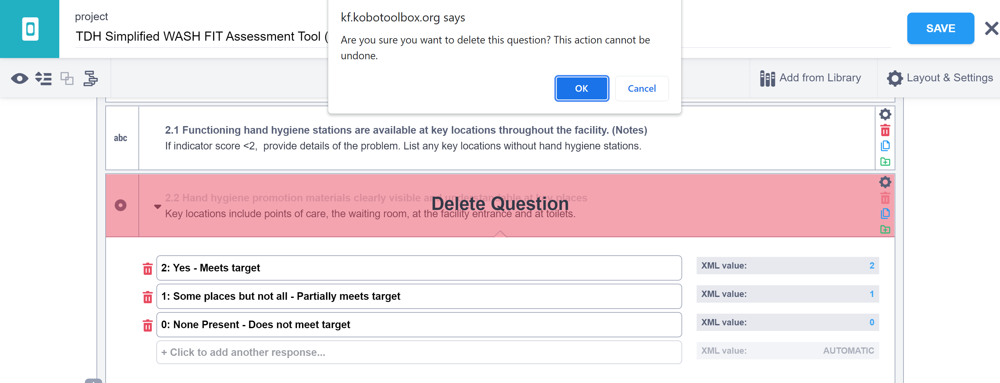 project
TDH Simplified WASH FIT Assessment Tool (
kf.kobotoolbox.org says
Are you sure you want to delete this question? This action cannot be
undone.
OK
Cancel
SAVE
Add from Library
Layout & Settings
abc
2.1 Functioning hand hygiene stations are available at key locations throughout the facility. (Notes)
If indicator score <2,  provide details of the problem. List any key locations without hand hygiene stations.
2.2 Hand hygiene promotion materials clearly visible and understandable at key places
Delete Question
Key locations include points of care, the waiting room, at the facility entrance and at toilets.
2: Yes - Meets target
XML value: 2
1: Some places but not all - Partially meets target
XML value: 1
0: None Present - Does not meet target
XML value: 0
+ Click to add another response...
XML value: AUTOMATIC